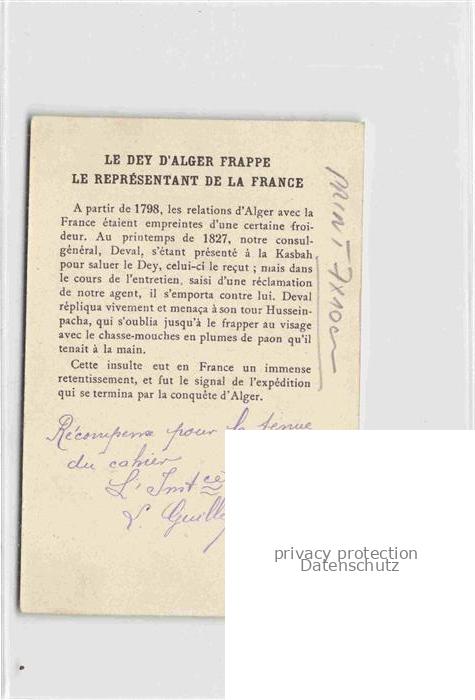 LE DEY D'ALGER FRAPPE
LE REPRÉSENTANT DE LA FRANCE
A partir de 1798, les relations d'Alger avec la
France étaient empreintes d'une certaine froi-
deur. Au printemps de 1827, notre consul-
général, Deval, s'étant présenté à la Kasbah
pour saluer le Dey, celui-ci le reçut ; mais dans
le cours de l'entretien, saisi d'une réclamation
de notre agent, il s'emporta contre lui. Deval
répliqua vivement et menaça à son tour Hussein-
pacha, qui s'oublia jusqu'à le frapper au visage
avec le chasse-mouches en plumes de paon qu'il
tenait à la main.
Cette insulte eut en France un immense
retentissement, et fut le signal de l'expédition
qui se termina par la conquête d'Alger.
MINI 7x10cm
Récompense pour la tenue
du cahier
L'Instce
L. Guille
privacy protection
Datenschutz